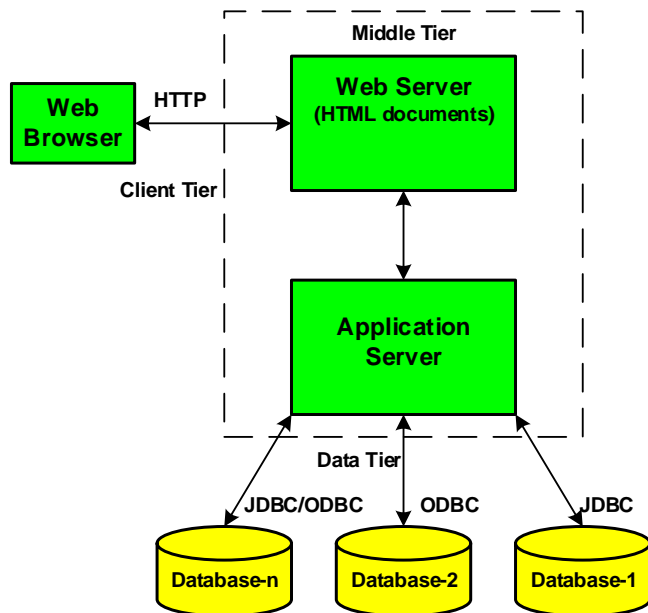 Middle Tier
Web Server
(HTML documents)
HTTP
Web
Browser
Client Tier
Application
Server
Data Tier
JDBC/ODBC
ODBC
JDBC
Database-n
Database-2
Database-1